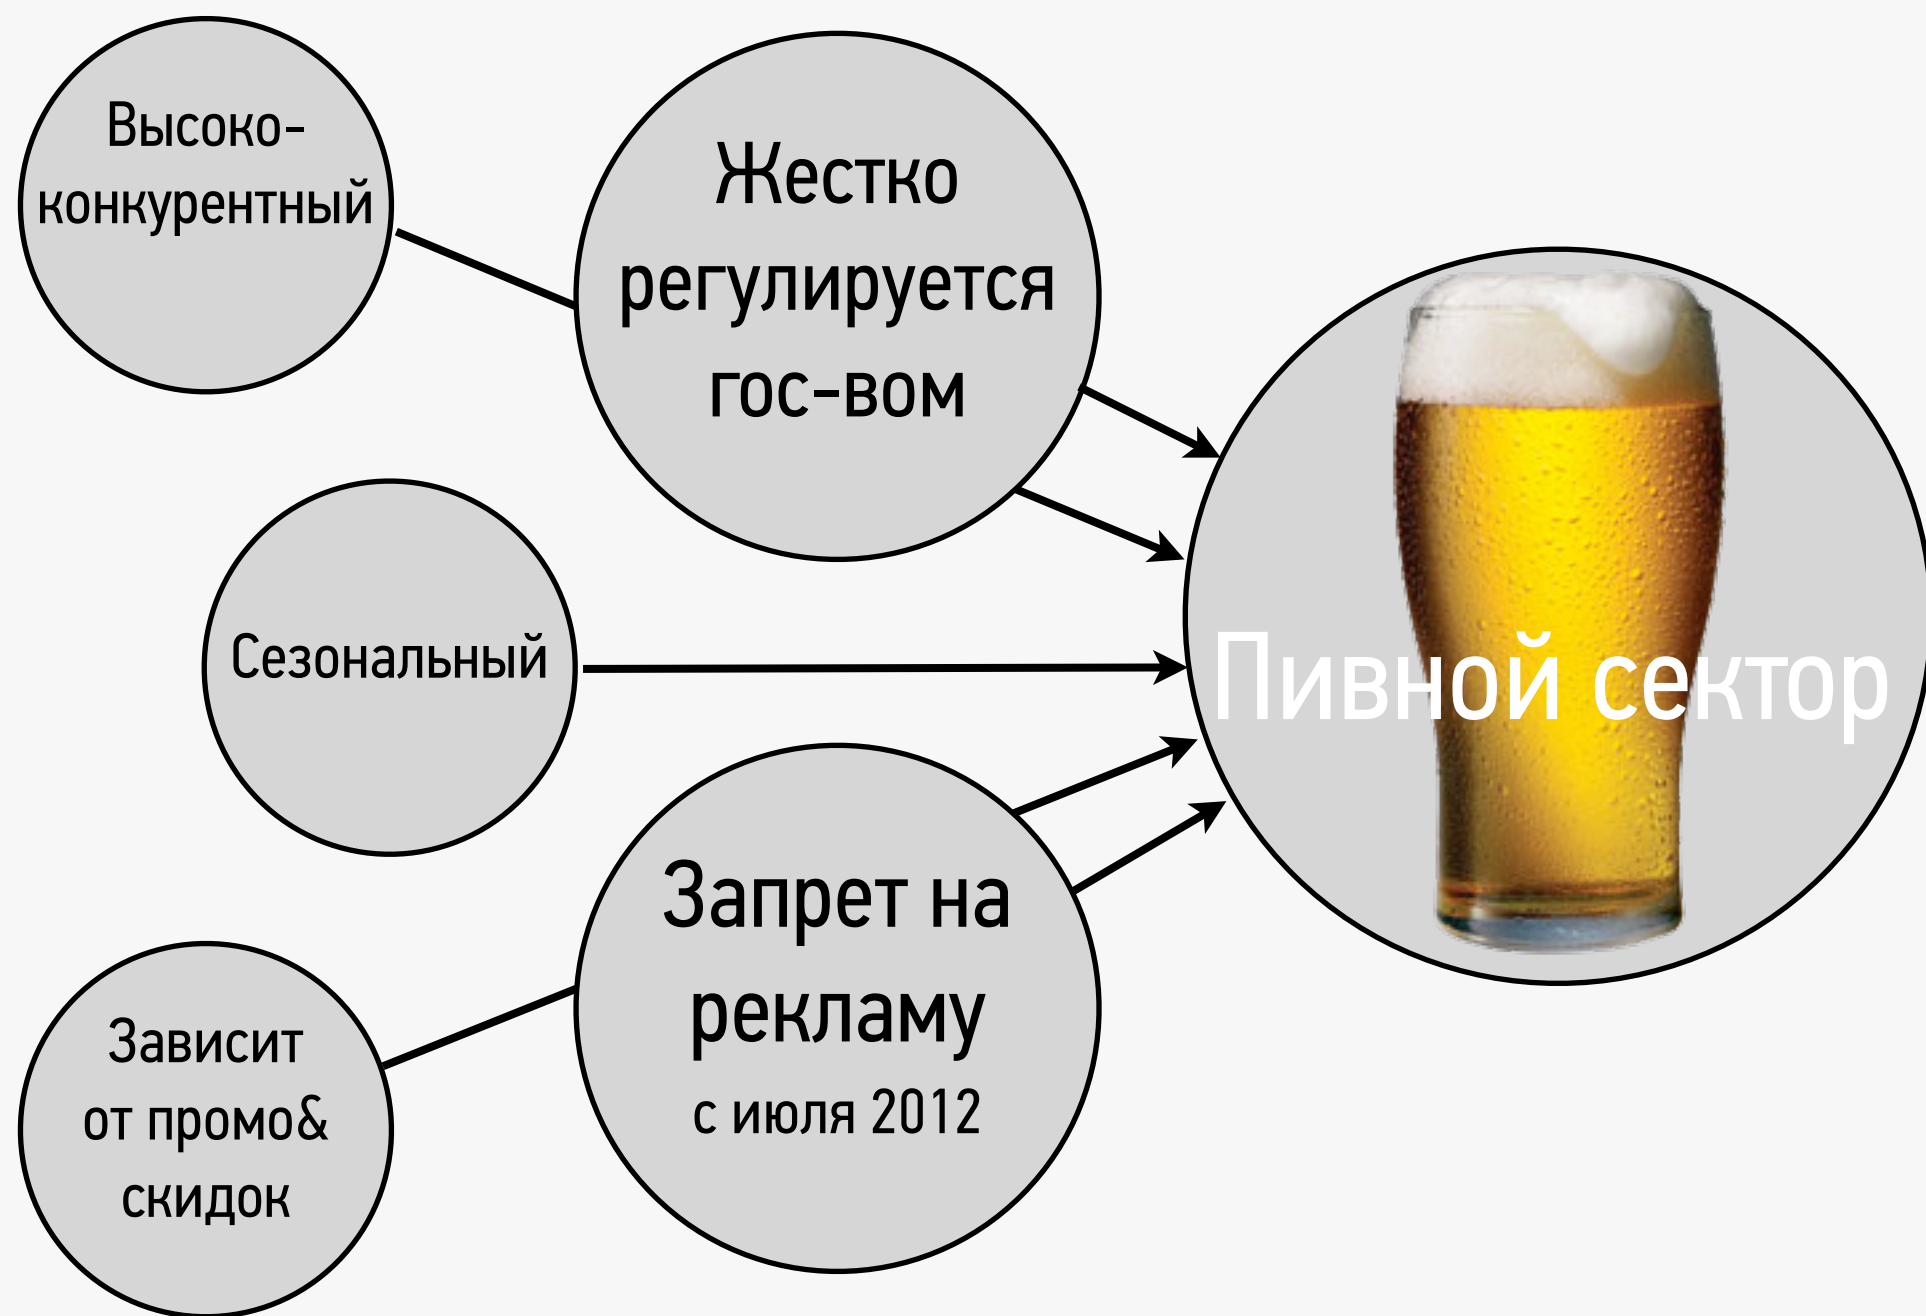 Высоко-
конкурентный
Жестко
регулируется
гос-вом
Сезональный
Пивной сектор
Запрет на
рекламу
с июля 2012
Зависит
от промо&
скидок